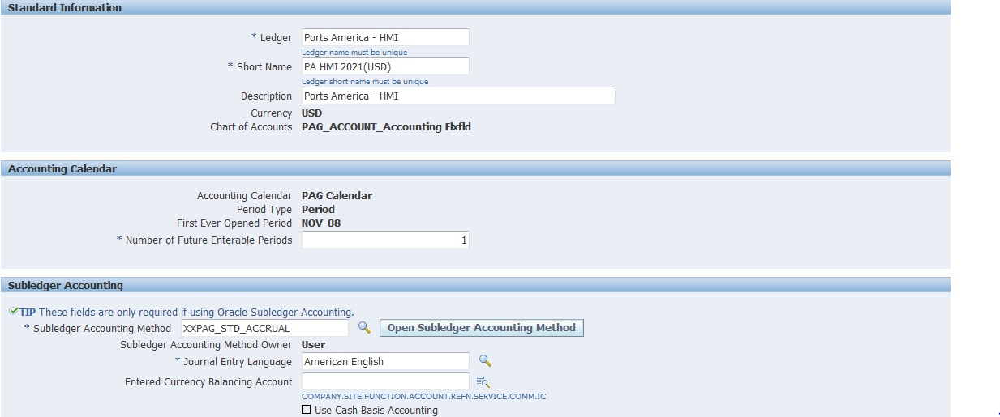 Standard Information
* Ledger Ports America - HMI
Ledger name must be unique
* Short Name PA HMI 2021(USD)
Ledger short name must be unique
Description Ports America - HMI
Currency USD
Chart of Accounts PAG_ACCOUNT_Accounting Flxfld
Accounting Calendar
Accounting Calendar PAG Calendar
Period Type Period
First Ever Opened Period NOV-08
* Number of Future Enterable Periods 1
Subledger Accounting
TIP These fields are only required if using Oracle Subledger Accounting.
* Subledger Accounting Method XXPAG_STD_ACCRUAL Open Subledger Accounting Method
Subledger Accounting Method Owner User
* Journal Entry Language American English
Entered Currency Balancing Account
COMPANY.SITE.FUNCTION.ACCOUNT.REFN.SERVICE.COMM.IC
Use Cash Basis Accounting